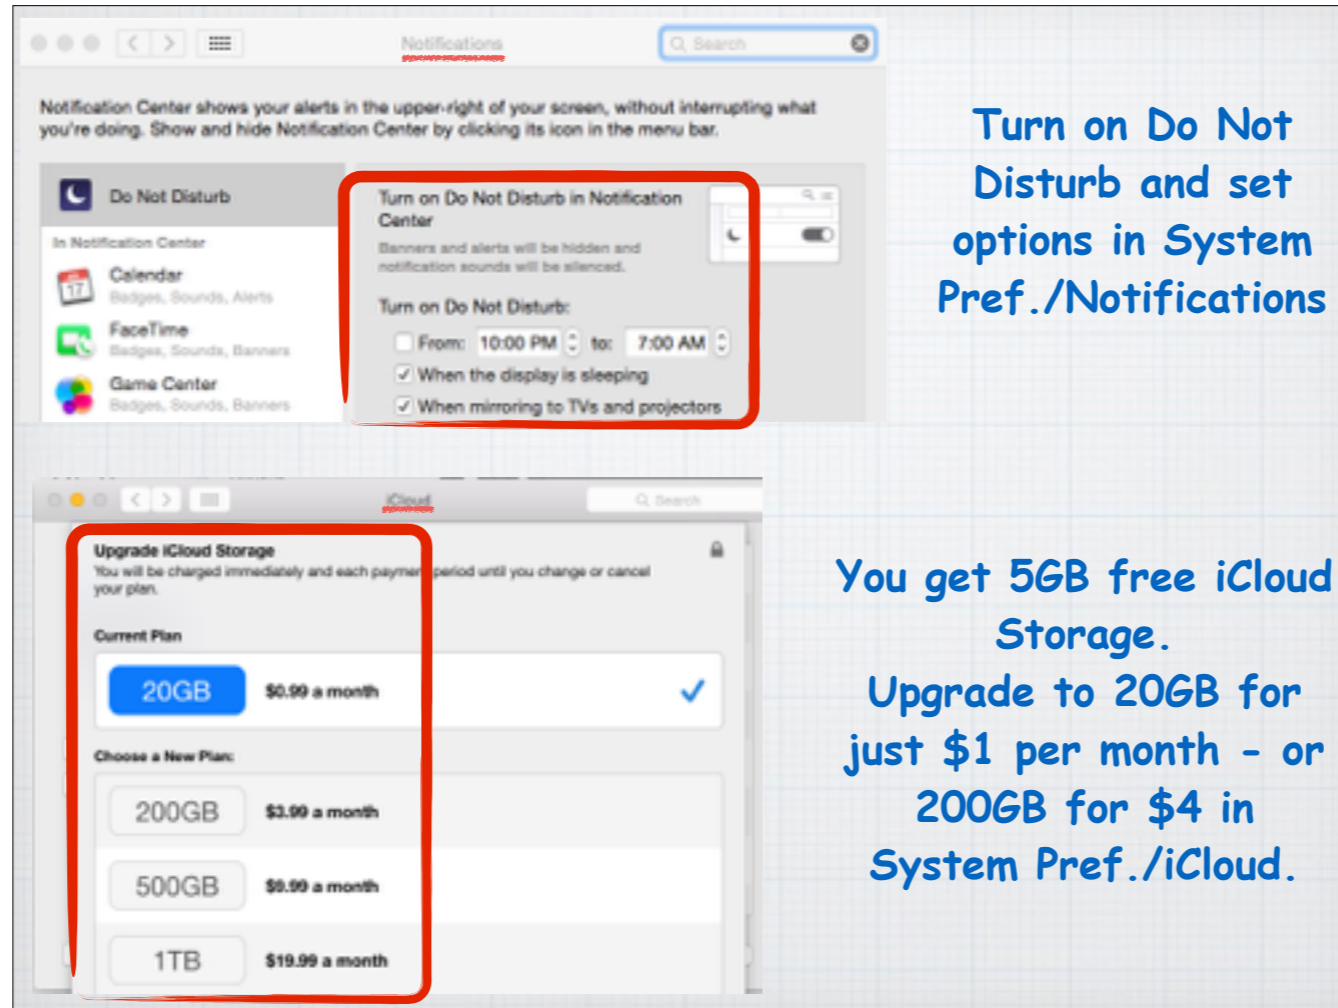 Notifications
Search
Notification Center shows your alerts in the upper-right of your screen, without interrupting what
you're doing. Show and hide Notification Center by clicking its icon in the menu bar.
Do Not Disturb
In Notification Center
17
Calendar
Badges, Sounds, Alerts
FaceTime
Badges, Sounds, Banners
Game Center
Badges, Sounds, Banners
Turn on Do Not Disturb in Notification
Center
Banners and alerts will be hidden and
notification sounds will be silenced.
Turn on Do Not Disturb:
From: 10:00 PM to: 7:00 AM
When the display is sleeping
When mirroring to TVs and projectors
Turn on Do Not
Disturb and set
options in System
Pref./Notifications
iCloud
Search
Upgrade iCloud Storage
You will be charged immediately and each payment period until you change or cancel
your plan.
Current Plan
20GB $0.99 a month
Choose a New Plan:
200GB $3.99 a month
500GB $9.99 a month
1TB $19.99 a month
You get 5GB free iCloud
Storage.
Upgrade to 20GB for
just $1 per month - or
200GB for $4 in
System Pref./iCloud.